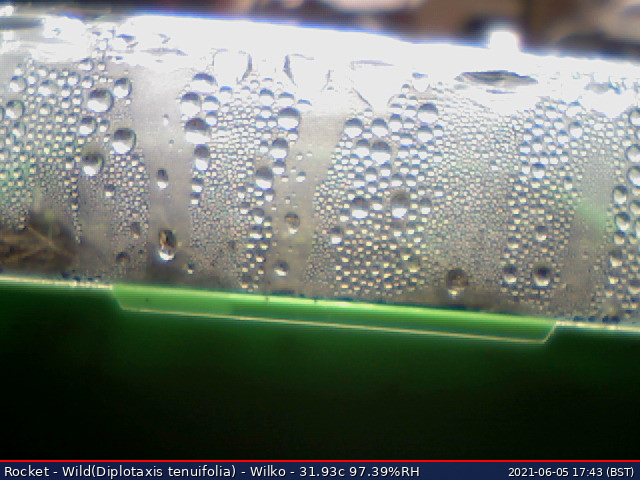 Rocket - Wild(Diplotaxis tenuifolia) - Wilko - 31.93c 97.39%RH
2021-06-05 17:43 (BST)